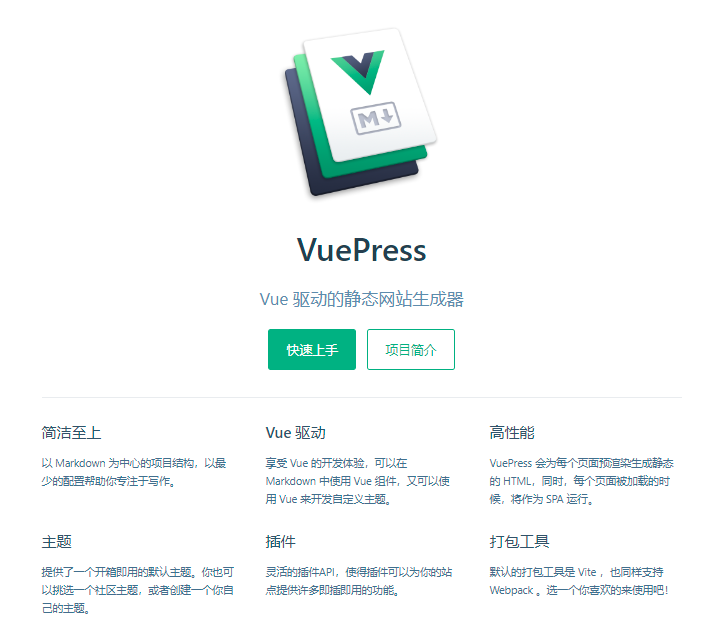 M
VuePress
Vue 驱动的静态网站生成器
快速上手
项目简介
简洁至上
以 Markdown 为中心的项目结构，以最
少的配置帮助你专注于写作。
Vue 驱动
享受 Vue 的开发体验，可以在
Markdown 中使用 Vue 组件，又可以使
用 Vue 来开发自定义主题。
高性能
VuePress 会为每个页面预渲染生成静态
的 HTML，同时，每个页面被加载的时
候，将作为 SPA 运行。
主题
提供了一个开箱即用的默认主题。你也可
以挑选一个社区主题，或者创建一个你自
己的主题。
插件
灵活的插件API，使得插件可以为你的站
点提供许多即插即用的功能。
打包工具
默认的打包工具是 Vite ，也同样支持
Webpack 。选一个你喜欢的来使用吧！